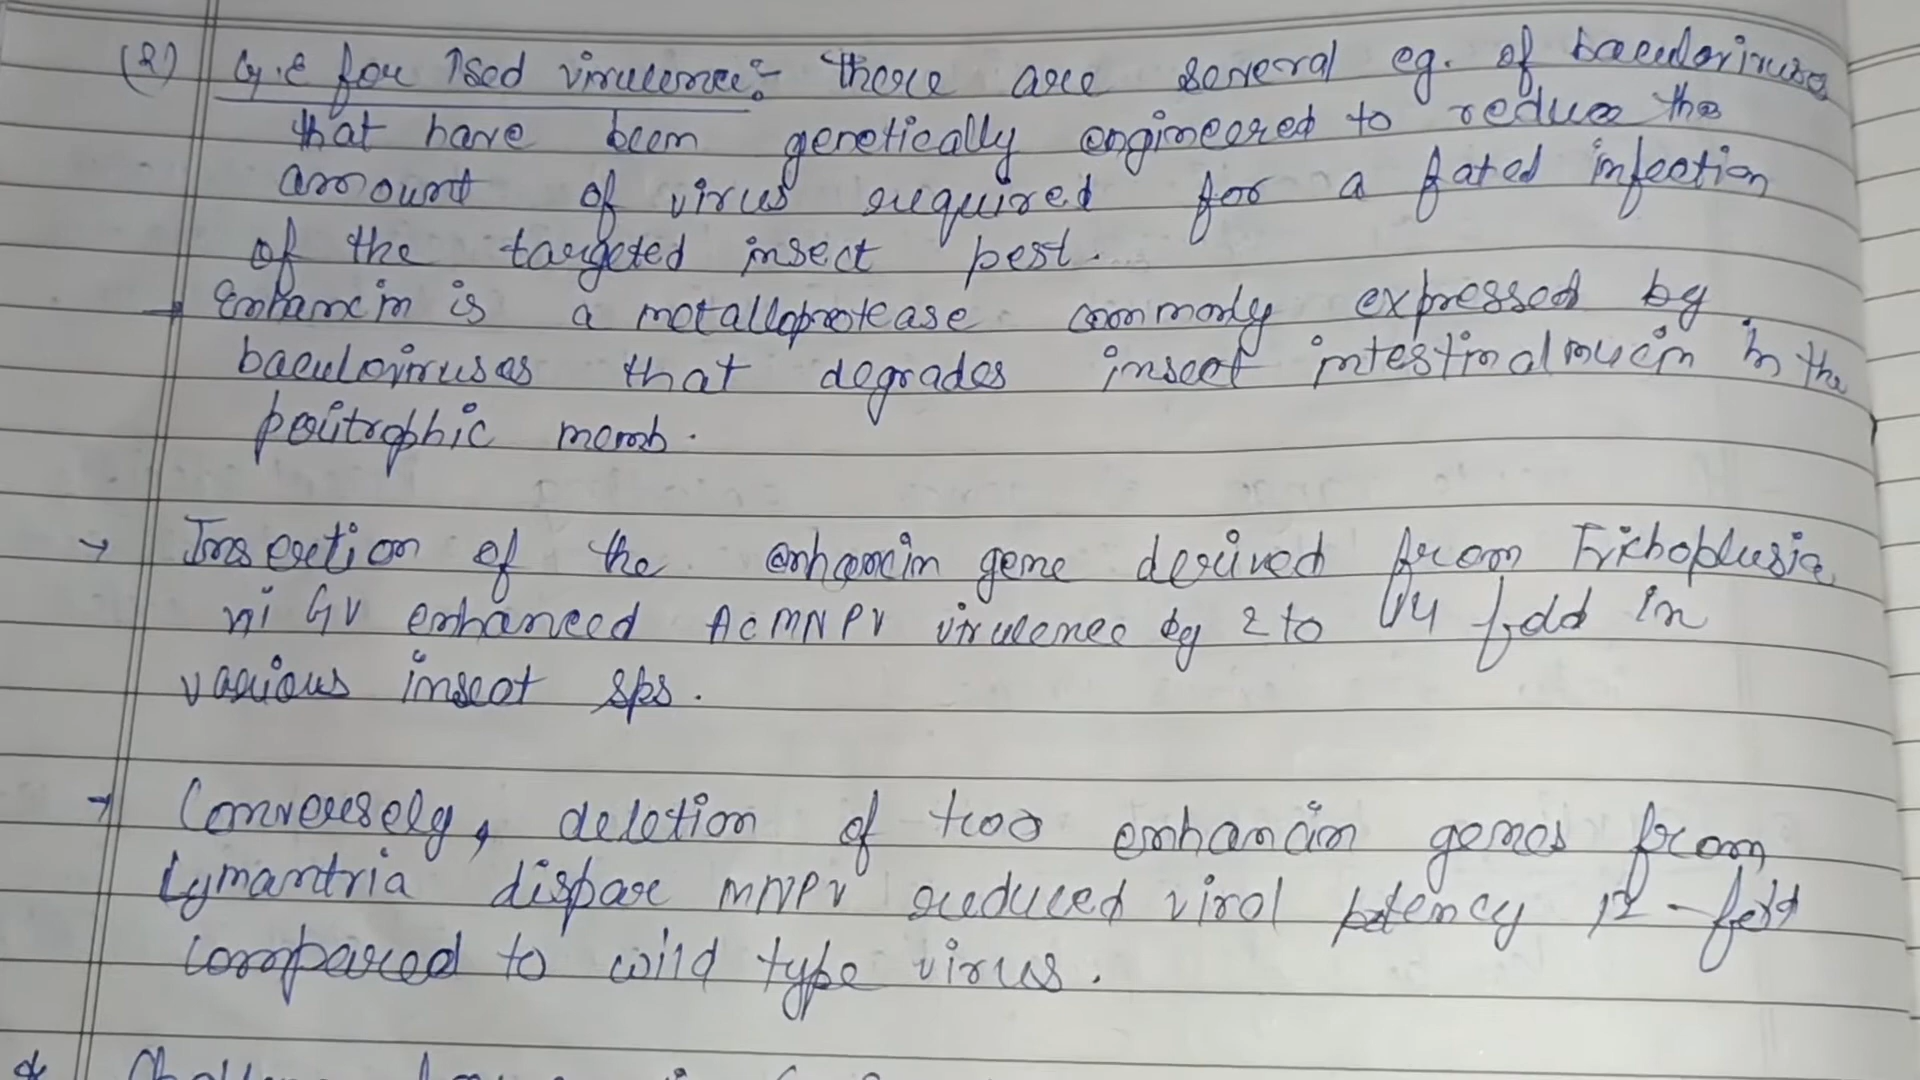 (2) G.E for ↑sed virulence:- there are several eg. of baculoviruses
that have been genetically engineered to reduce the
amount of virus required for a fated infection
of the targeted insect pest.
→ Enhancin is a metalloprotease commonly expressed by
baculoviruses that degrades insect intestinal mucin in the
peritrophic memb.
→ Insertion of the enhancin gene derived from Trichoplusia
ni GV enhanced AcMNPV virulence by 2 to 14 fold in
various insect sps.
→ Conversely, deletion of two enhancin genes from
Lymantria dispar MNPV reduced viral potency 12-fold
compared to wild type virus.